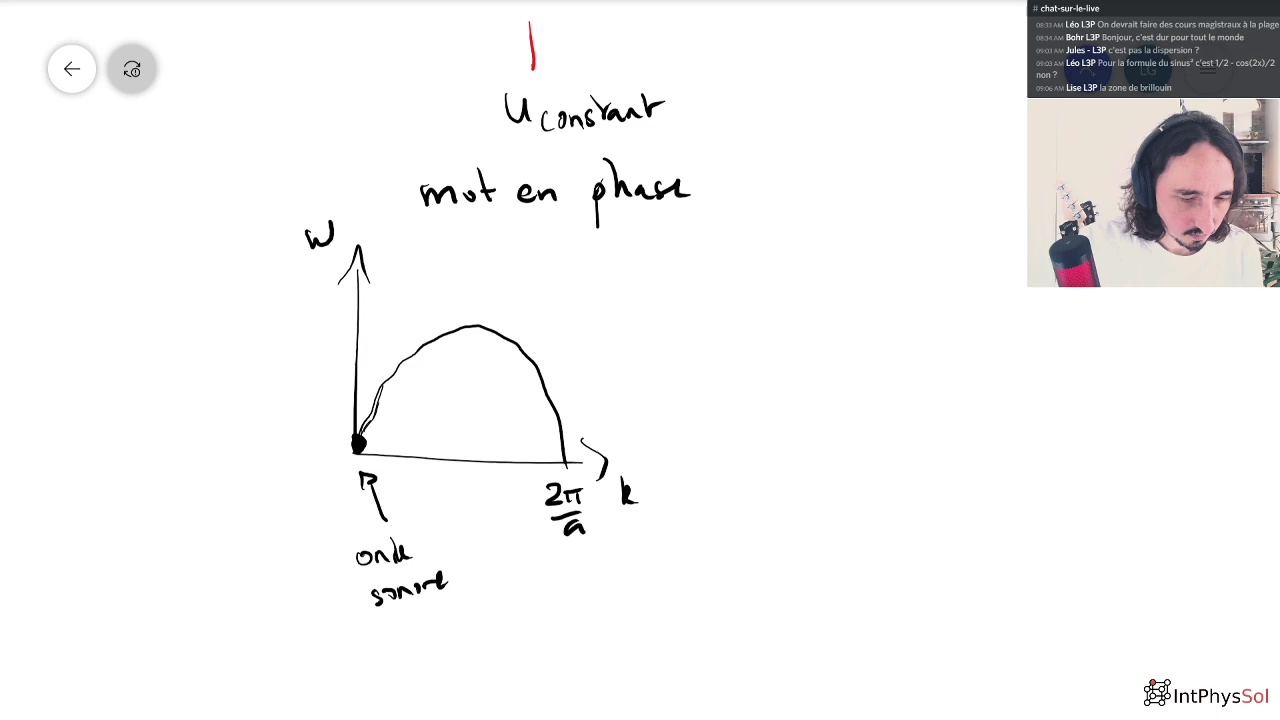 # chat-sur-le-live
08:33 AM Léo L3P On devrait faire des cours magistraux à la plage
08:34 AM Bohr L3P Bonjour, c'est dur pour tout le monde
09:03 AM Jules - L3P c'est pas la dispersion ?
09:03 AM Léo L3P Pour la formule du sinus² c'est 1/2 - cos(2x)/2
non ?
09:06 AM Lise L3P la zone de brillouin
LG
u constant
mvt en phase
ω
2π
a
k
onde
sonore
IntPhysSol